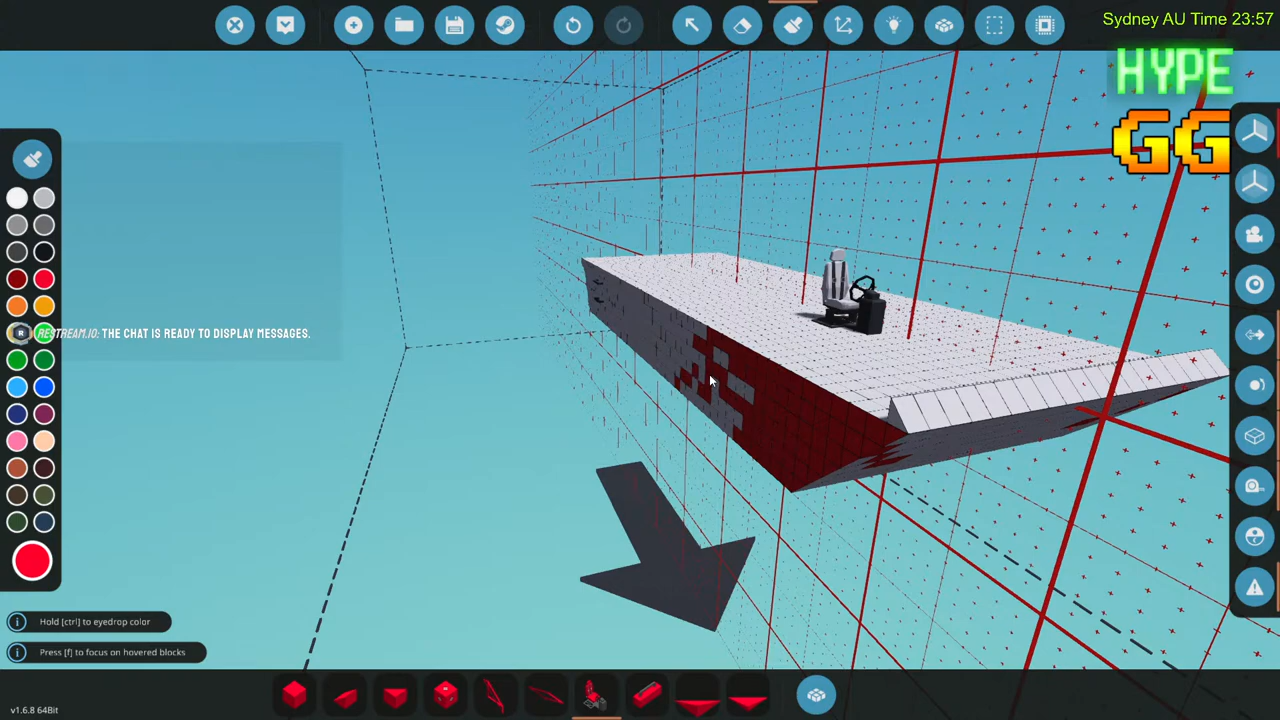 Sydney AU Time 23:57
HYPE
GG
RESTREAM.IO: THE CHAT IS READY TO DISPLAY MESSAGES.
Hold [ctrl] to eyedrop color
Press [f] to focus on hovered blocks
v1.6.8 64Bit